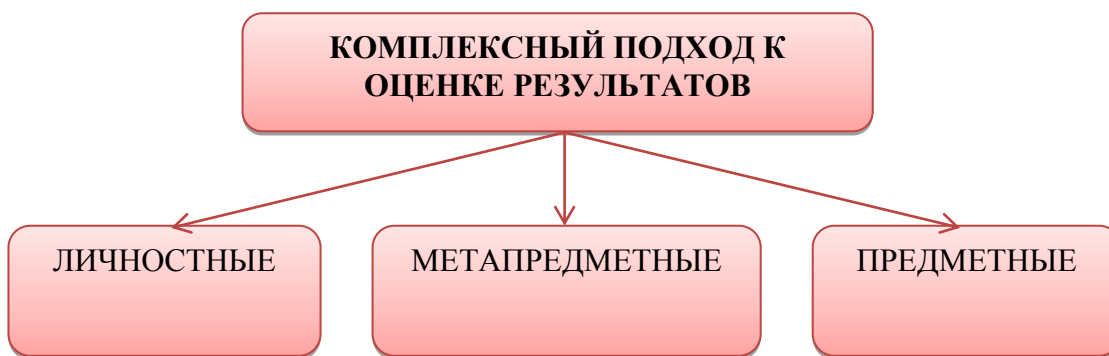 КОМПЛЕКСНЫЙ ПОДХОД К
ОЦЕНКЕ РЕЗУЛЬТАТОВ
ЛИЧНОСТНЫЕ
МЕТАПРЕДМЕТНЫЕ
ПРЕДМЕТНЫЕ